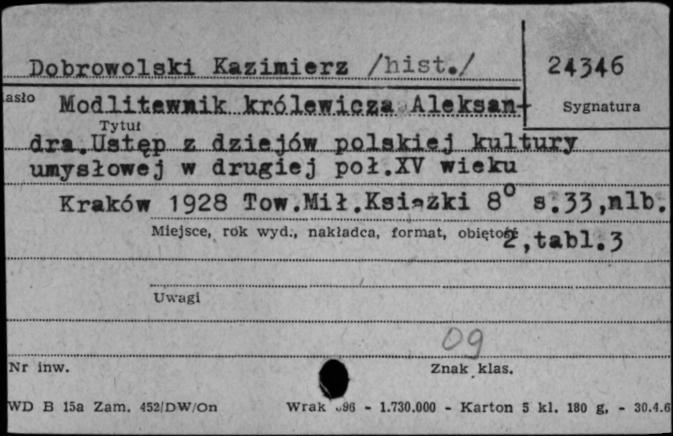 Dobrowolski Kazimierz /hist./
24346
asło
Sygnatura
Modlitewnik królewicza Aleksan-
Tytuł
dra.Ustęp z dziejów polskiej kultury
umysłowej w drugiej poł.XV wieku
Kraków 1928 Tow.Mił.Książki 8° s.33,nlb.
Miejsce, rok wyd., nakładca, format, objętość
2,tabl.3
Uwagi
09
Nr inw.
Znak klas.
WD B 15a Zam. 452/DW/On
Wrak 96 - 1.730.000 - Karton 5 kl. 180 g, - 30.4.6